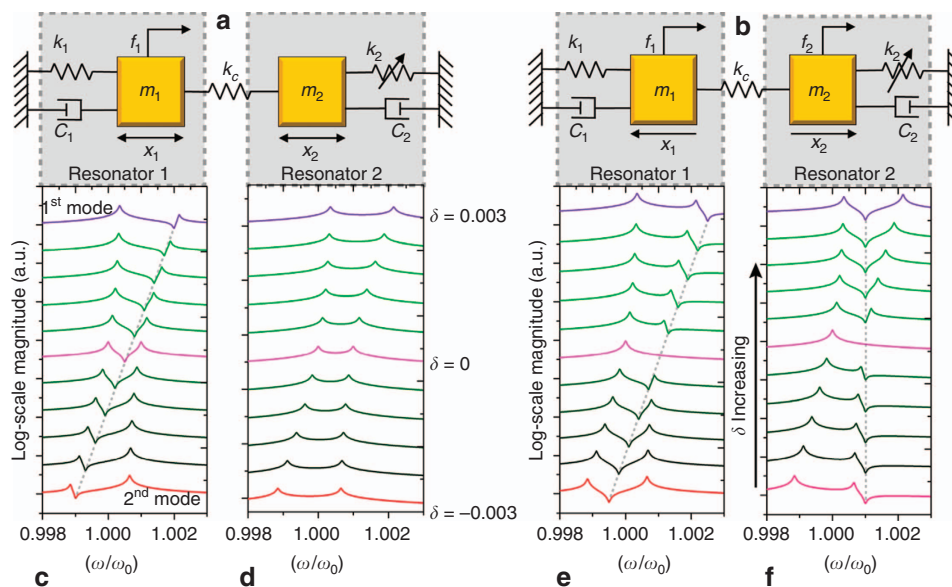 a
k1
f1
kc
k2
m1
m2
C1
C2
x1
x2
Resonator 1
Resonator 2
b
k1
f1
kc
f2
k2
m1
m2
C1
C2
x1
x2
Resonator 1
Resonator 2
Log-scale magnitude (a.u.)
1st mode
2nd mode
δ = 0.003
δ = 0
δ = −0.003
Log-scale magnitude (a.u.)
δ Increasing
0.998 1.000 1.002
0.998 1.000 1.002
0.998 1.000 1.002
0.998 1.000 1.002
(ω/ω0)
(ω/ω0)
(ω/ω0)
(ω/ω0)
c
d
e
f